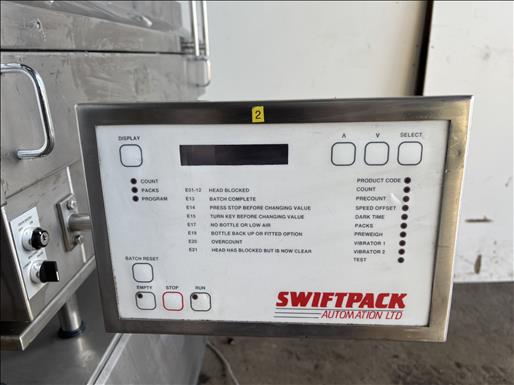 2
DISPLAY
A V SELECT
COUNT
PACKS
PROGRAM
E01-12 HEAD BLOCKED
E13 BATCH COMPLETE
E14 PRESS STOP BEFORE CHANGING VALUE
E15 TURN KEY BEFORE CHANGING VALUE
E17 NO BOTTLE OR LOW AIR
E19 BOTTLE BACK UP OR FITTED OPTION
E20 OVERCOUNT
E21 HEAD HAS BLOCKED BUT IS NOW CLEAR
PRODUCT CODE
COUNT
PRECOUNT
SPEED OFFSET
DARK TIME
PACKS
PREWEIGH
VIBRATOR 1
VIBRATOR 2
TEST
BATCH RESET
EMPTY STOP RUN
SWIFTPACK
AUTOMATION LTD